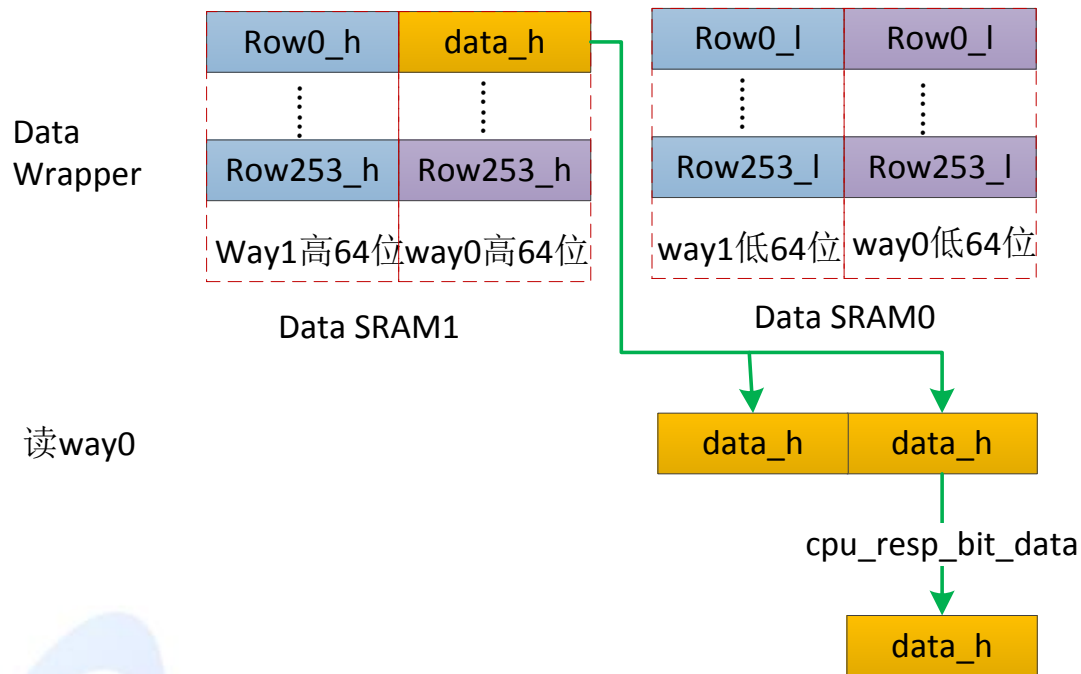 Row0_h data_h Row0_l Row0_l
Data
Wrapper
Row253_h Row253_h Row253_l Row253_l
Way1高64位 way0高64位 way1低64位 way0低64位
Data SRAM1 Data SRAM0
读way0
data_h data_h
cpu_resp_bit_data
data_h